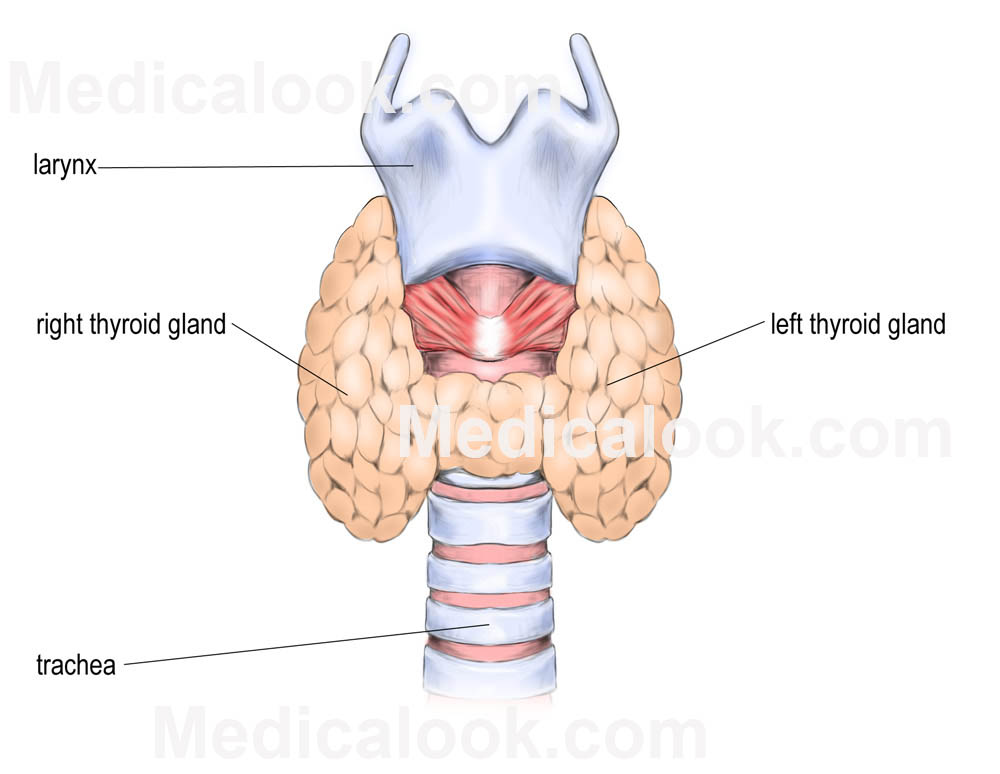 Medicalook.com
larynx
right thyroid gland
left thyroid gland
Medicalook.com
trachea
Medicalook.com